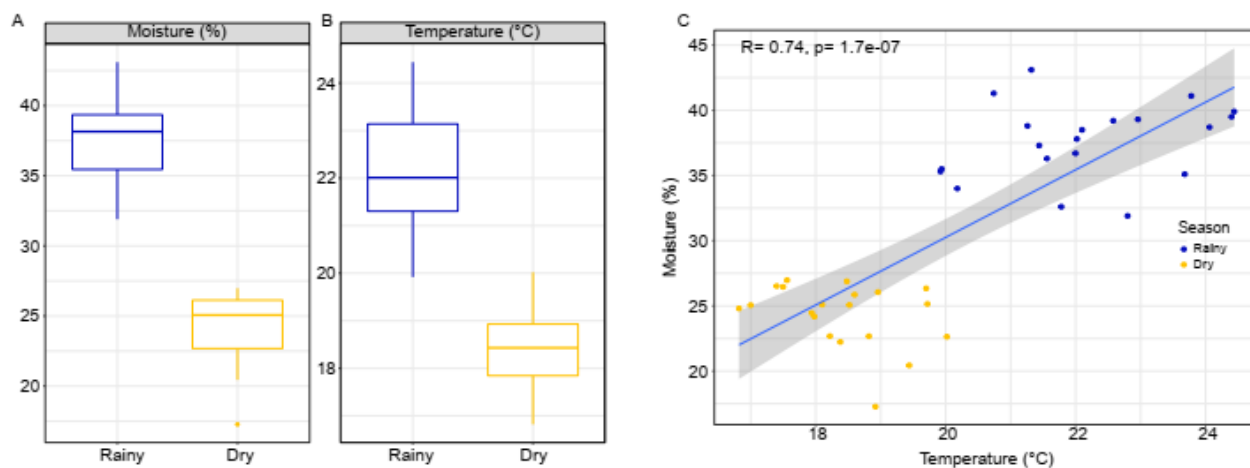 A
Moisture (%)
40
35
30
25
20
Rainy Dry
B
Temperature (°C)
24
22
20
18
Rainy Dry
C
R= 0.74, p= 1.7e-07
45
40
35
30
25
20
Moisture (%)
Season
Rainy
Dry
18 20 22 24
Temperature (°C)